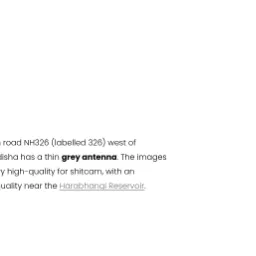 road NH326 (labelled 326) west of
disha has a thin grey antenna. The images
y high-quality for shitcam, with an
uality near the Harabhangi Reservoir.